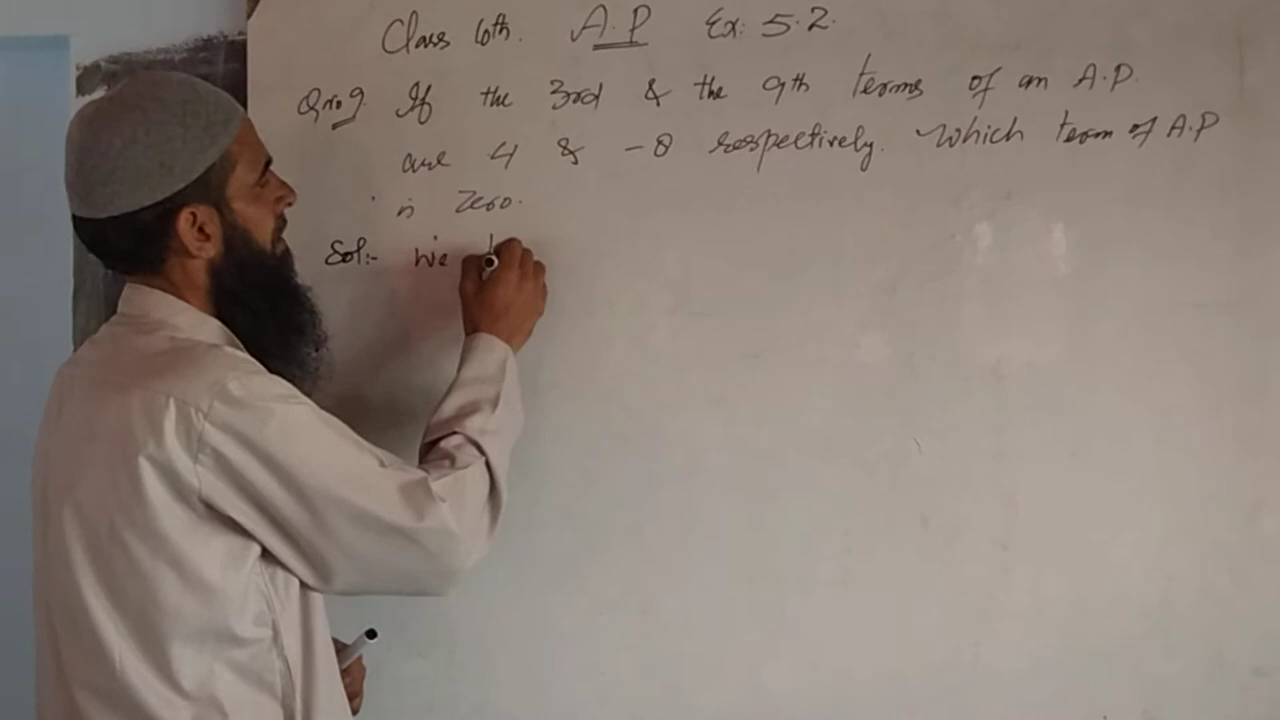 Class 10th. A.P Ex: 5.2.
Q no 9. If the 3rd & the 9th terms of an A.P.
are 4 & -8 respectively. Which term of A.P
is Zero.
Sol:- We